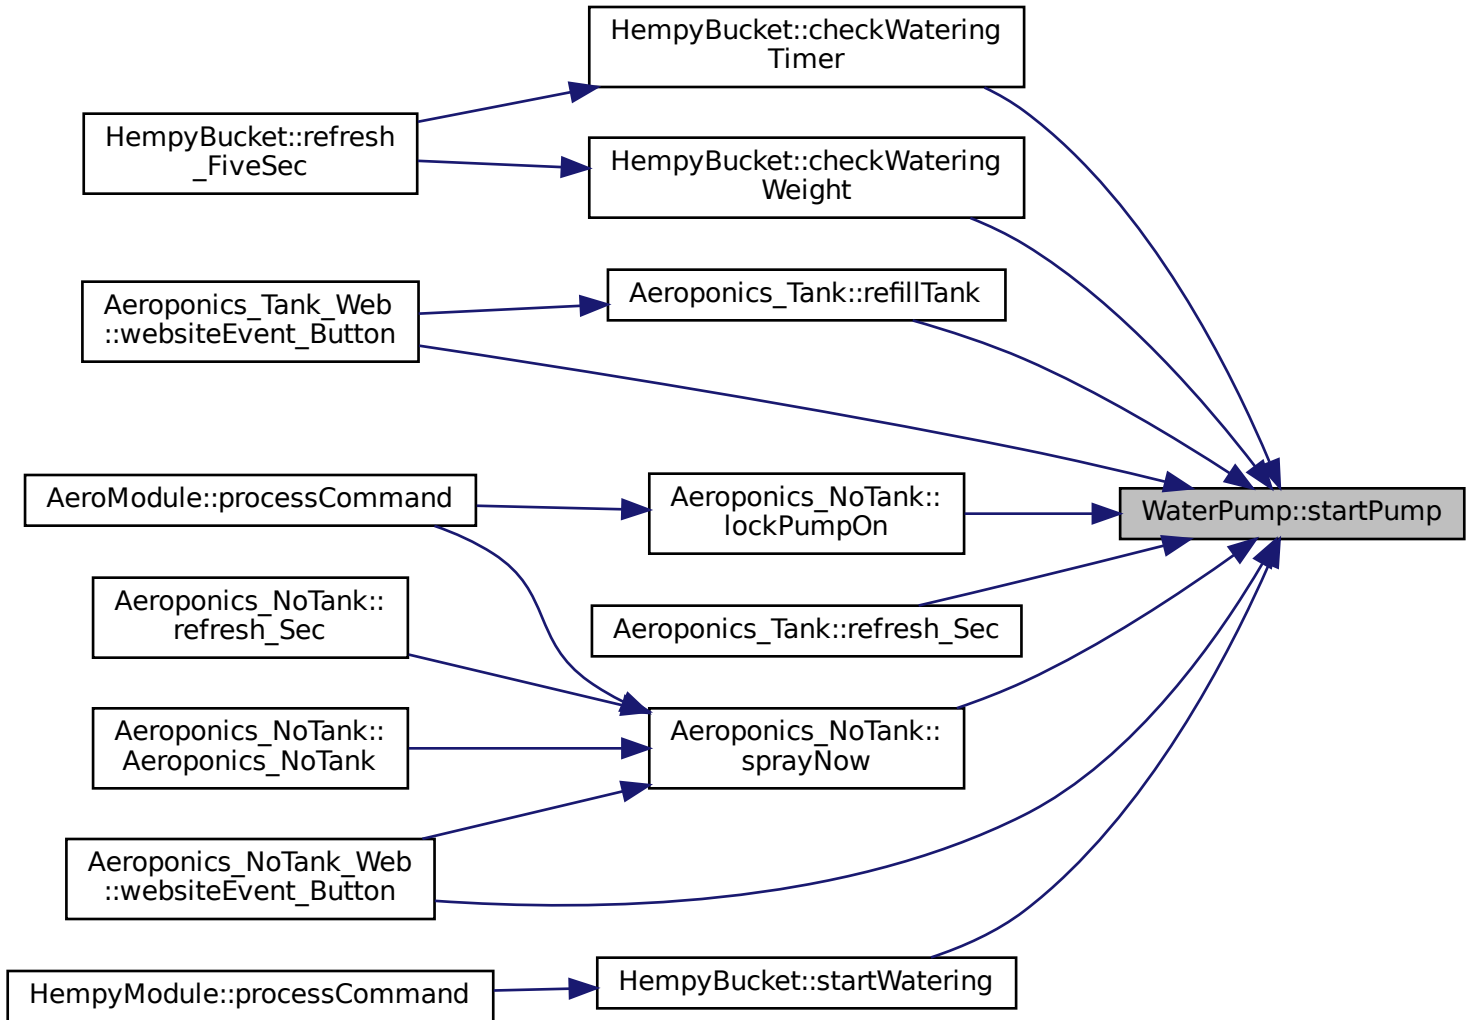 HempyBucket::checkWatering
Timer
HempyBucket::refresh
_FiveSec
HempyBucket::checkWatering
Weight
Aeroponics_Tank_Web
::websiteEvent_Button
Aeroponics_Tank::refillTank
AeroModule::processCommand
Aeroponics_NoTank::
lockPumpOn
WaterPump::startPump
Aeroponics_NoTank::
refresh_Sec
Aeroponics_Tank::refresh_Sec
Aeroponics_NoTank::
Aeroponics_NoTank
Aeroponics_NoTank::
sprayNow
Aeroponics_NoTank_Web
::websiteEvent_Button
HempyModule::processCommand
HempyBucket::startWatering